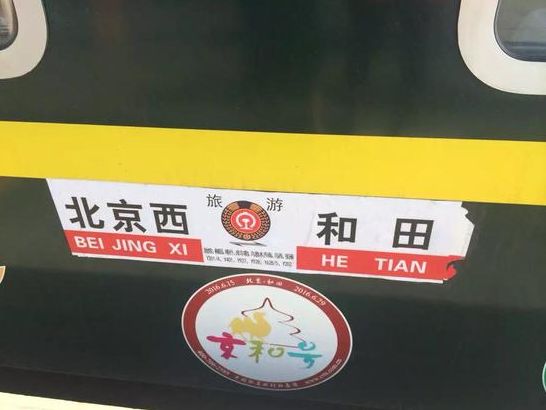 北京西
旅 游
和田
BEI JING XI
HE TIAN
2016.6.15 北京·和田 2016.6.29
京和号